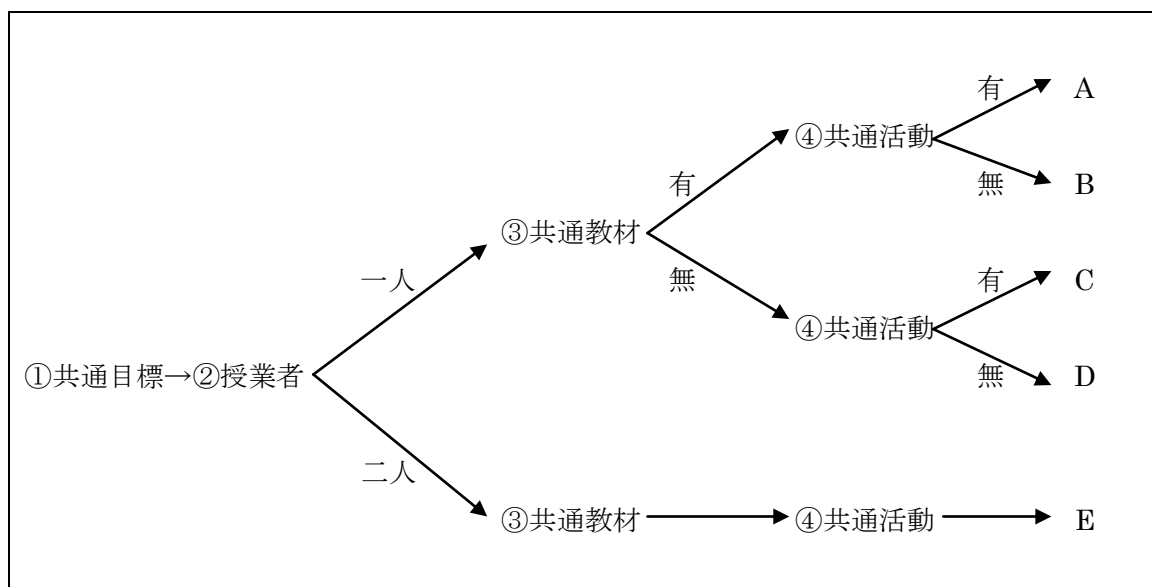 有 A
④共通活動
有 無 B
③共通教材
一人 無 有 C
④共通活動
①共通目標→②授業者 無 D
二人
③共通教材 ④共通活動 E